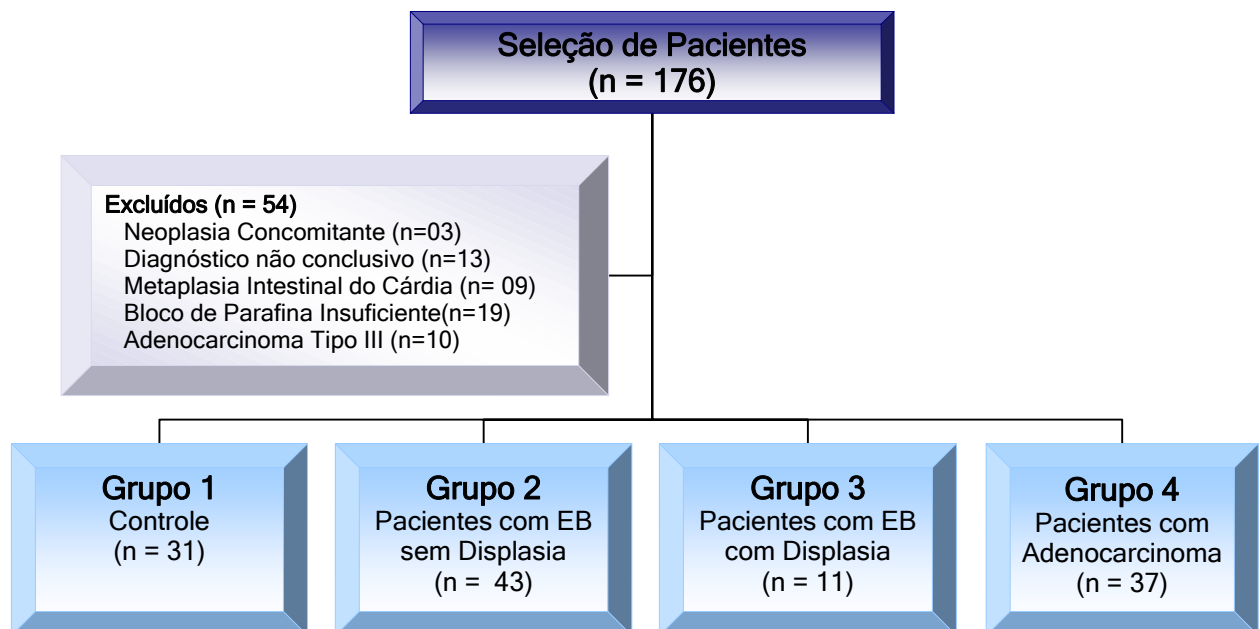 Seleção de Pacientes
(n = 176)
Excluídos (n = 54)
Neoplasia Concomitante (n=03)
Diagnóstico não conclusivo (n=13)
Metaplasia Intestinal do Cárdia (n= 09)
Bloco de Parafina Insuficiente(n=19)
Adenocarcinoma Tipo III (n=10)
Grupo 1
Controle
(n = 31)
Grupo 2
Pacientes com EB
sem Displasia
(n =  43)
Grupo 3
Pacientes com EB
com Displasia
(n = 11)
Grupo 4
Pacientes com
Adenocarcinoma
(n = 37)